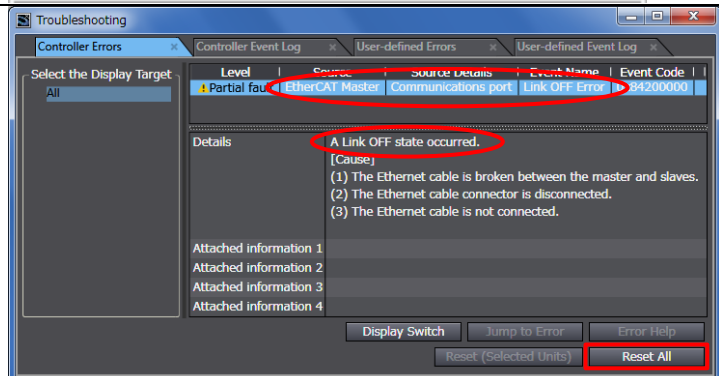 Troubleshooting
Controller Errors × Controller Event Log × User-defined Errors × User-defined Event Log ×
Select the Display Target
All
Level Source Source Details Event Name Event Code
Partial fau EtherCAT Master Communications port Link OFF Error 84200000
Details
A Link OFF state occurred.
[Cause]
(1) The Ethernet cable is broken between the master and slaves.
(2) The Ethernet cable connector is disconnected.
(3) The Ethernet cable is not connected.
Attached information 1
Attached information 2
Attached information 3
Attached information 4
Display Switch Jump to Error Error Help
Reset (Selected Units) Reset All